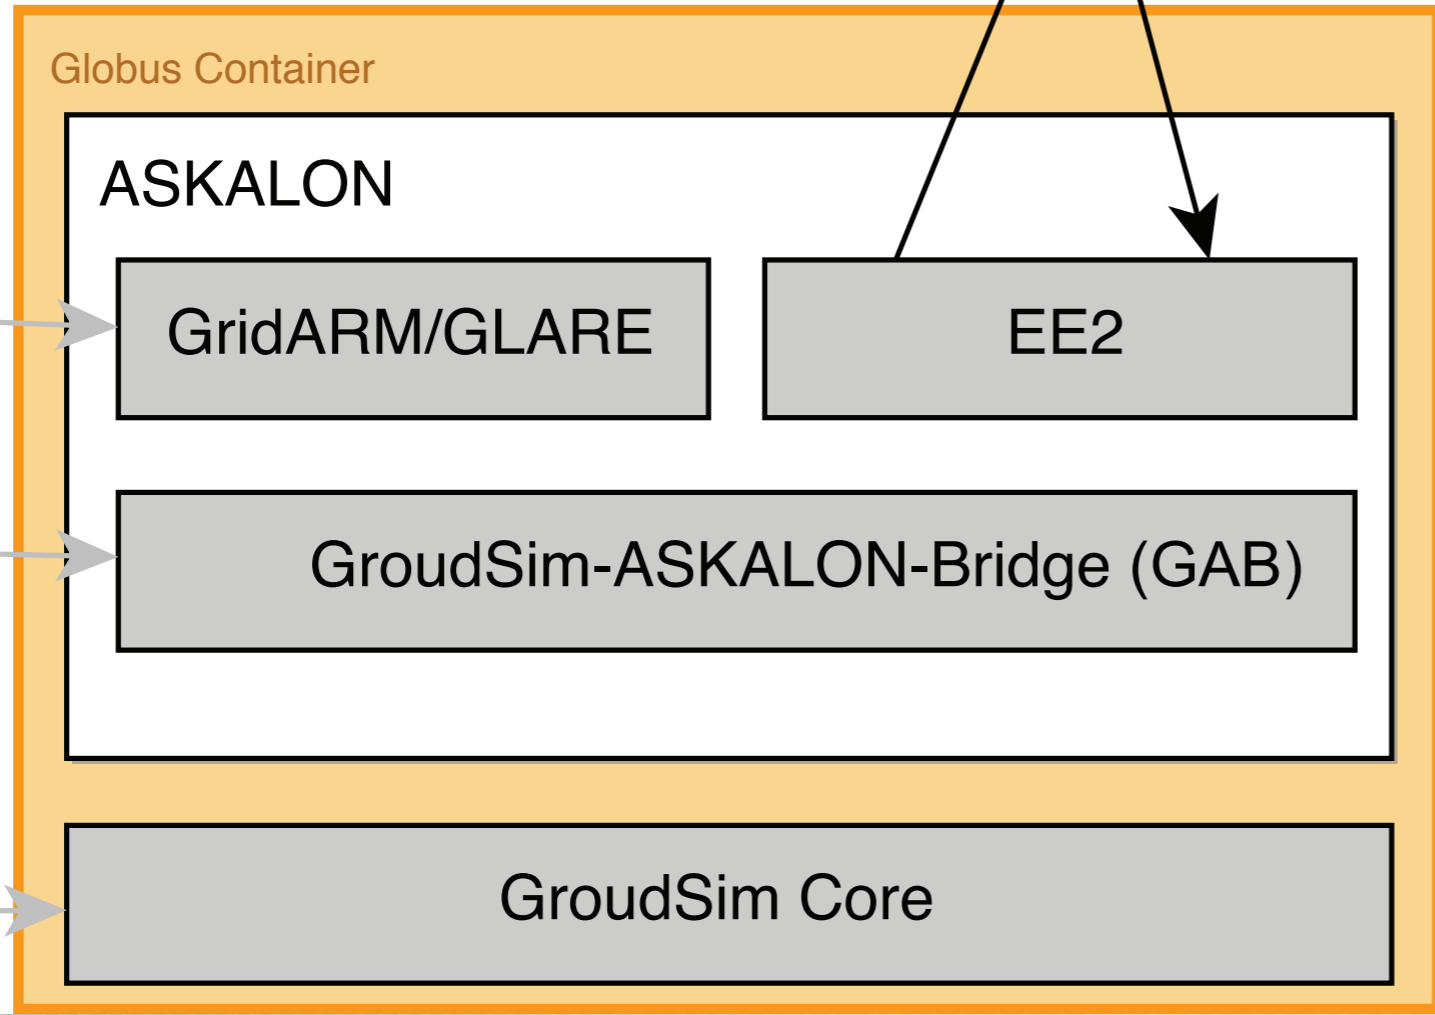 Globus Container
ASKALON
GridARM/GLARE
EE2
GroudSim-ASKALON-Bridge (GAB)
GroudSim Core